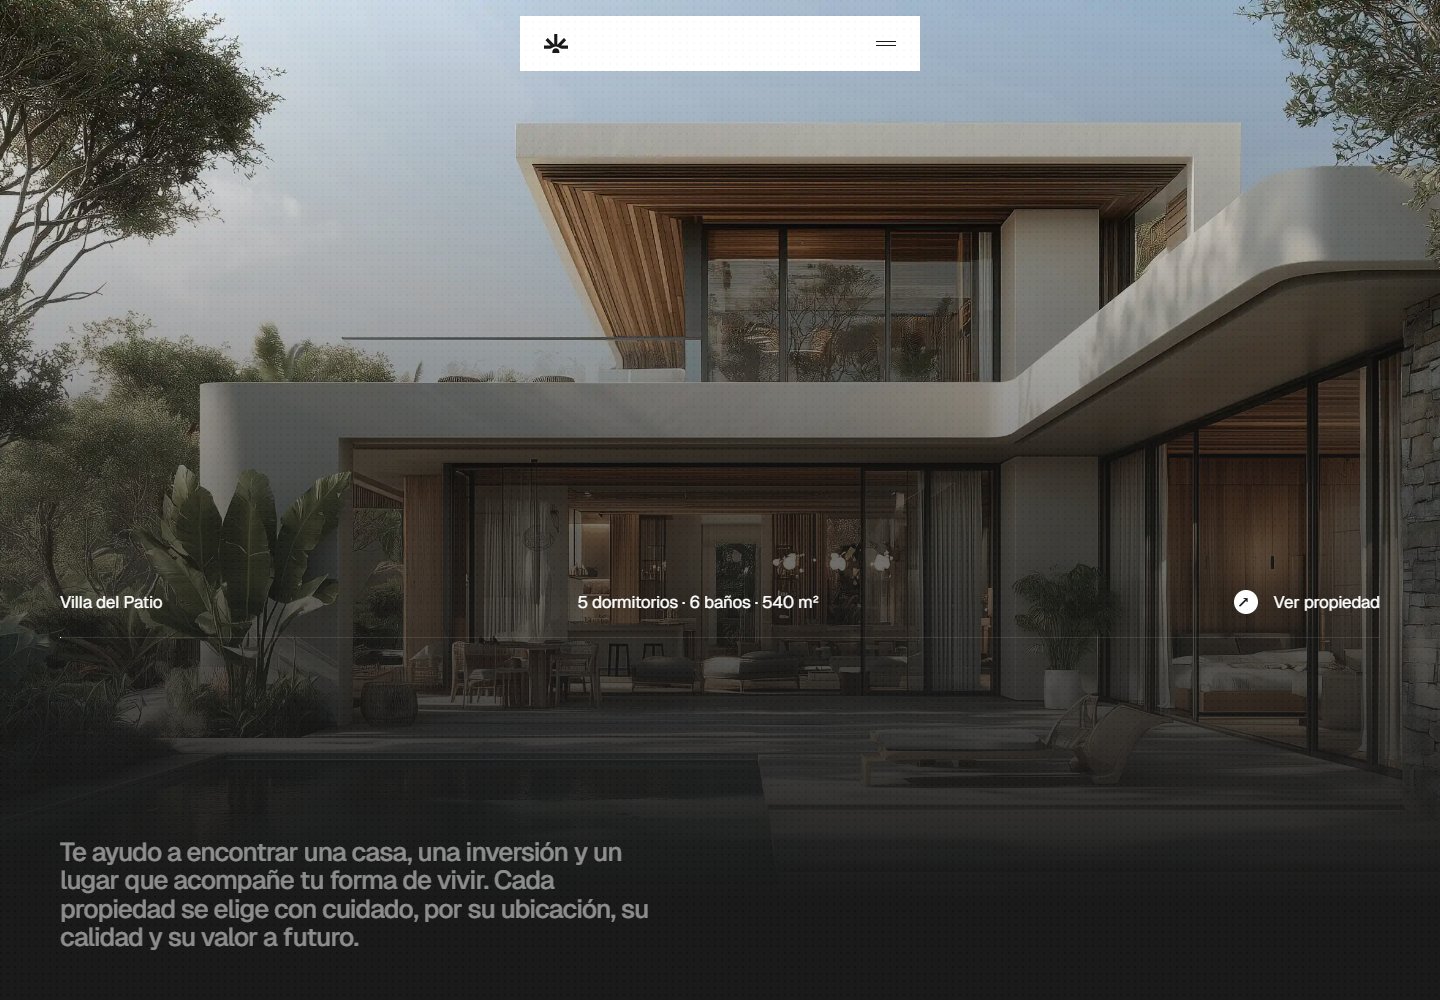 Villa del Patio
5 dormitorios · 6 baños · 540 m²
Ver propiedad
Te ayudo a encontrar una casa, una inversión y un
lugar que acompañe tu forma de vivir. Cada
propiedad se elige con cuidado, por su ubicación, su
calidad y su valor a futuro.